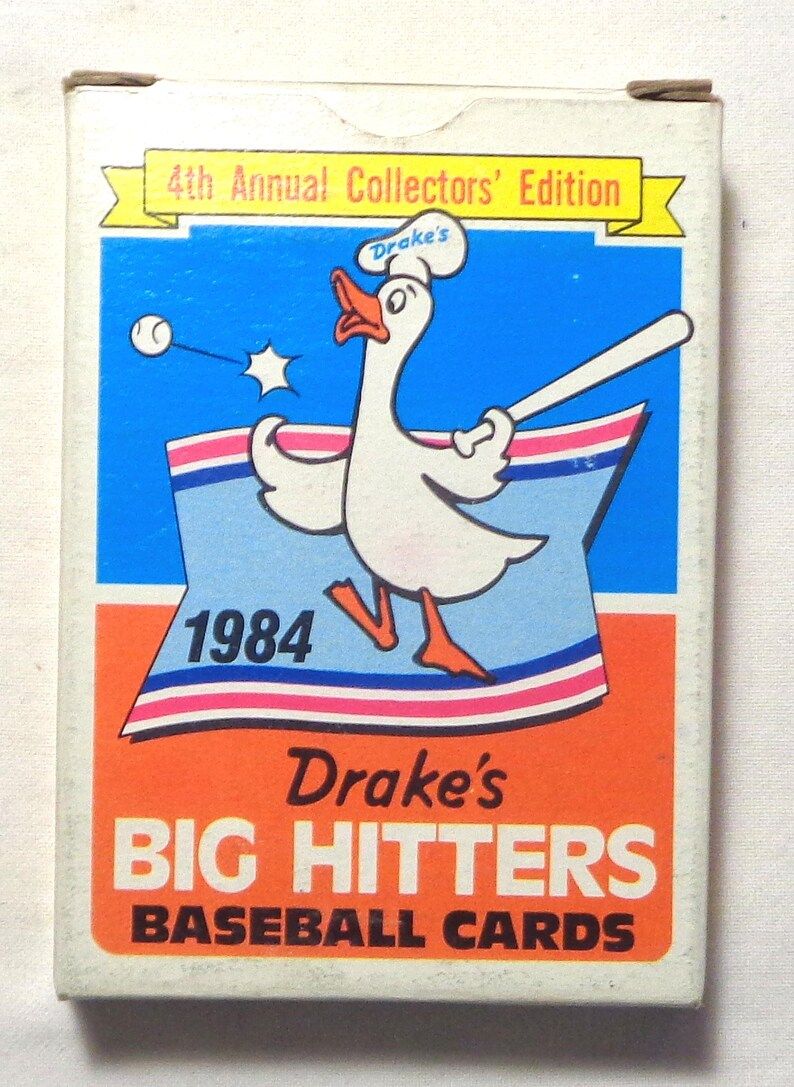 4th Annual Collectors' Edition
Drake's
1984
Drake's
BIG HITTERS
BASEBALL CARDS